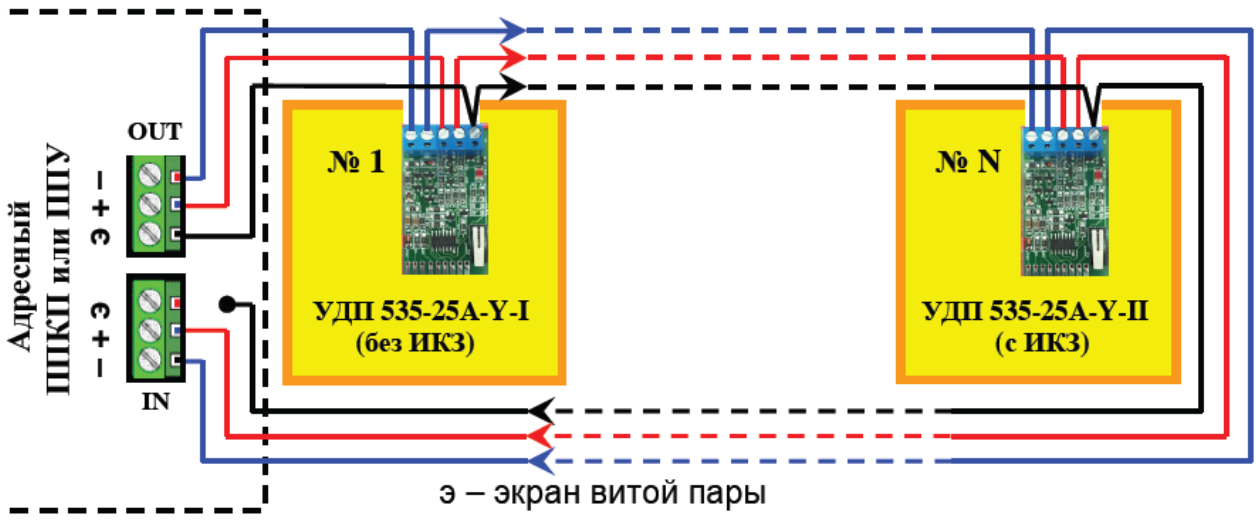 Адресный
ППКП или ППУ
OUT
–
+
э
э
+
–
IN
№ 1
УДП 535-25А-Y-I
(без ИКЗ)
№ N
УДП 535-25А-Y-II
(с ИКЗ)
э – экран витой пары